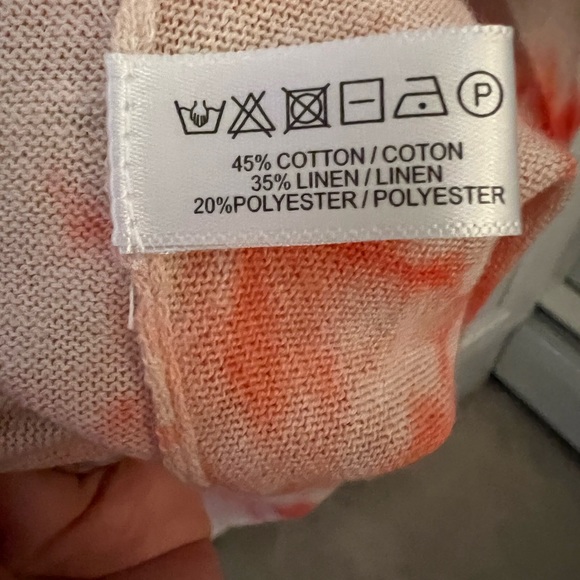 P
45% COTTON / COTON
35% LINEN / LINEN
20%POLYESTER / POLYESTER